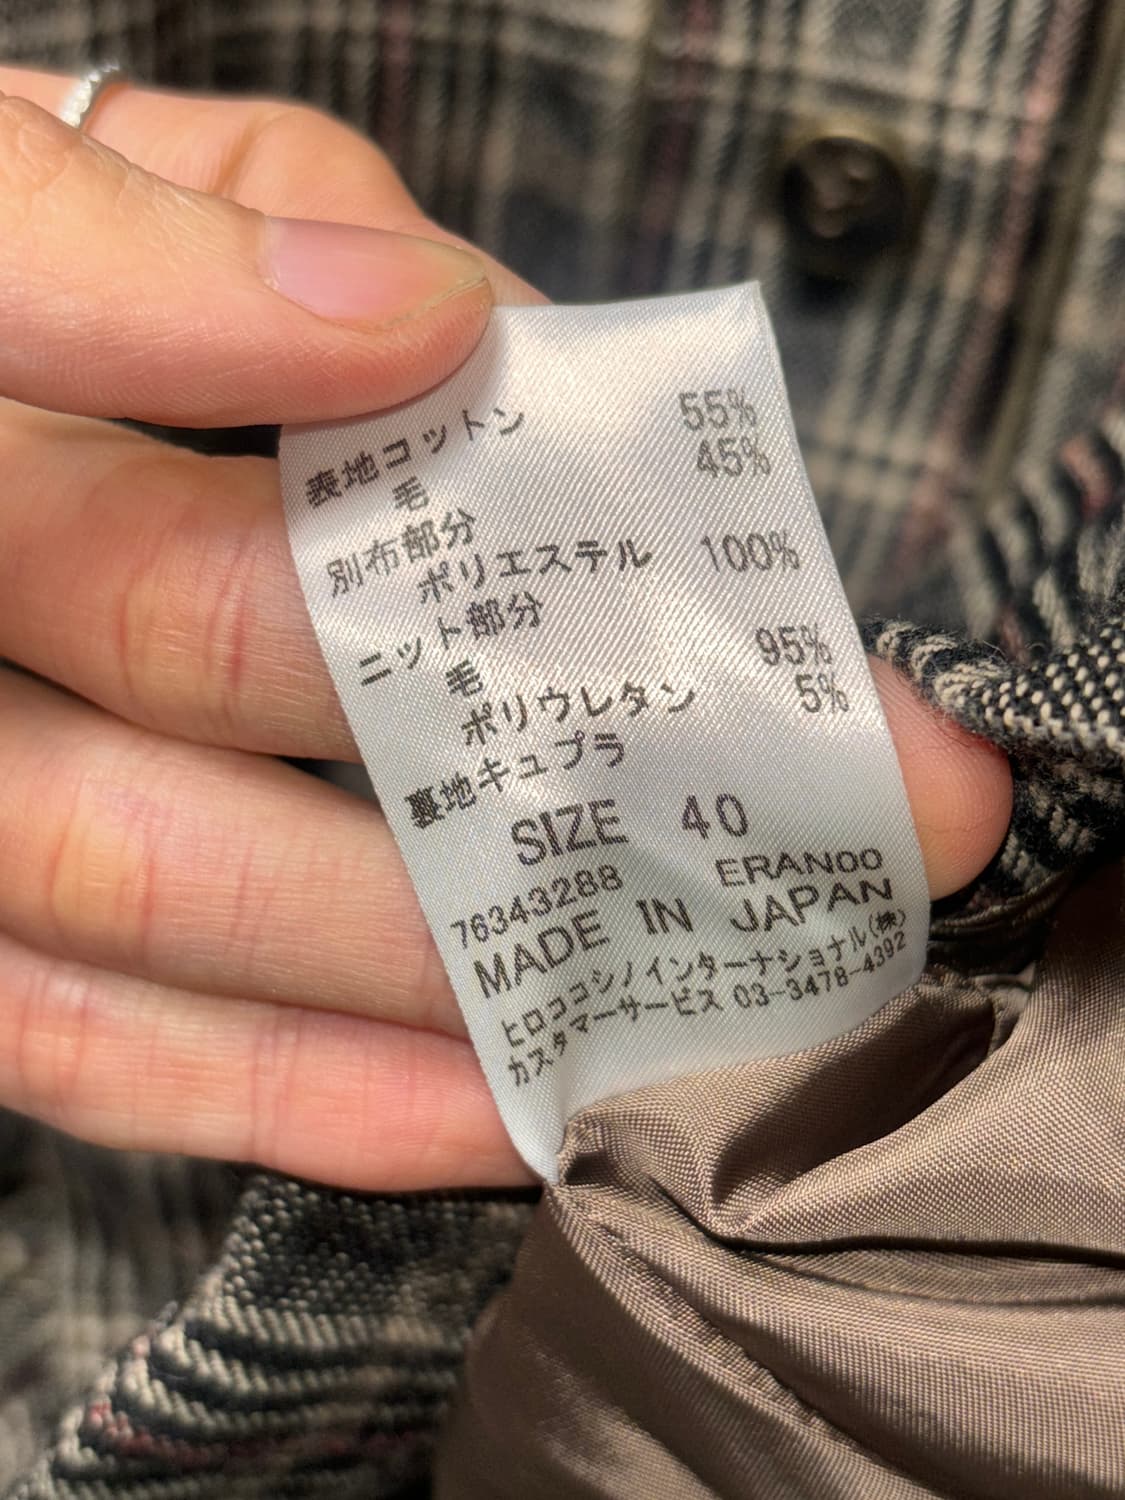 表地コットン 55%
毛 45%
別布部分
ポリエステル 100%
ニット部分
毛 95%
ポリウレタン 5%
裏地キュプラ
SIZE 40
76343288 ERAN00
MADE IN JAPAN
ヒロココシノインターナショナル(株)
カスタマーサービス 03-3478-4392